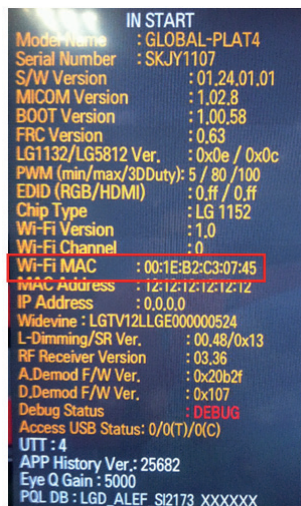 IN START
Model Name : GLOBAL-PLAT4
Serial Number : SKJY1107
S/W Version : 01.24.01.01
MICOM Version : 1.02.8
BOOT Version : 1.00.58
FRC Version : 0.63
LG1132/LG5812 Ver. : 0x0e / 0x0c
PWM (min/max/3DDuty): 5 / 80 /100
EDID (RGB/HDMI) : 0.ff / 0.ff
Chip Type : LG 1152
Wi-Fi Version : 1.0
Wi-Fi Channel : 0
Wi-Fi MAC : 00:1E:B2:C3:07:45
MAC Address : 12:12:12:12:12:12
IP Address : 0.0.0.0
Widevine : LGTV12LLGE000000524
L-Dimming/SR Ver. : 00.48/0x13
RF Receiver Version : 03.36
A.Demod F/W Ver. : 0x20b2f
D.Demod F/W Ver. : 0x107
Debug Status : DEBUG
Access USB Status: 0/0(T)/0(C)
UTT : 4
APP History Ver.: 25682
Eye Q Gain : 5000
PQL DB : LGD_ALEF_SI2173_XXXXXX